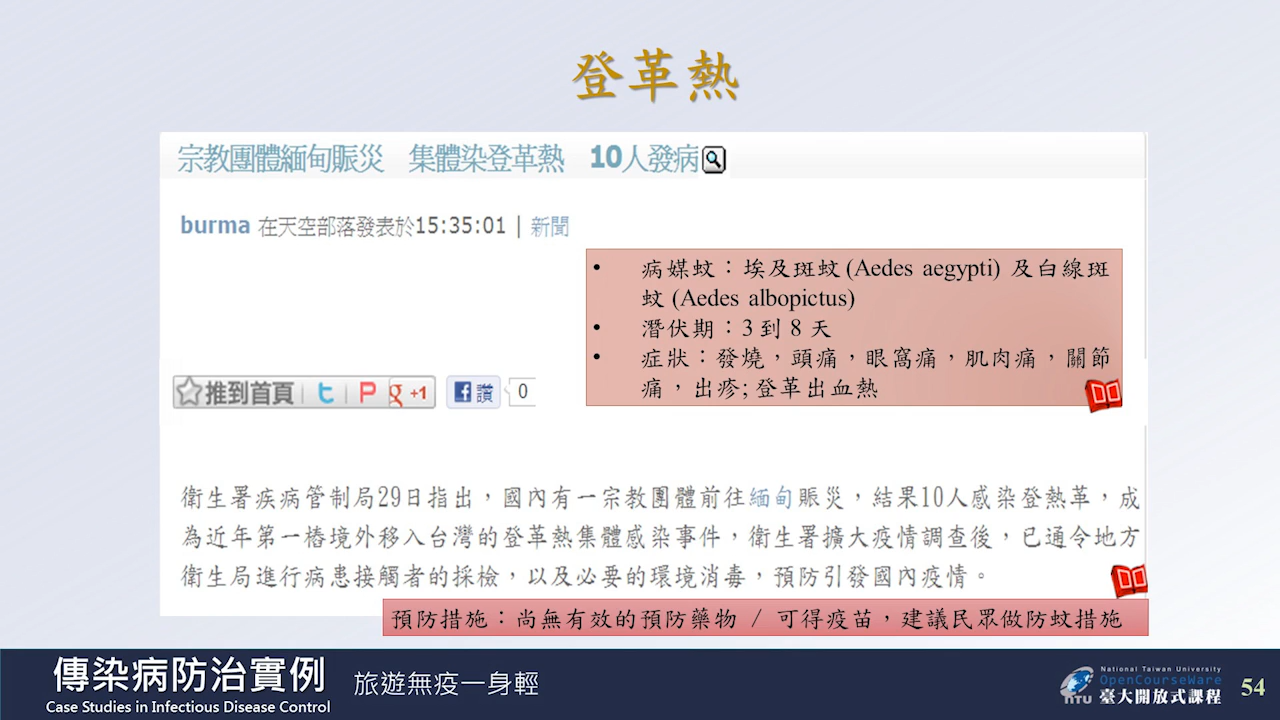 登革熱
宗教團體緬甸賑災 集體染登革熱 10人發病
burma 在天空部落發表於15:35:01 | 新聞
• 病媒蚊：埃及斑蚊 (Aedes aegypti) 及白線斑
蚊 (Aedes albopictus)
• 潛伏期：3 到 8 天
• 症狀：發燒，頭痛，眼窩痛，肌肉痛，關節
痛，出疹; 登革出血熱
推到首頁 | t | P g +1 f 讚 0
衛生署疾病管制局29日指出，國內有一宗教團體前往緬甸賑災，結果10人感染登熱革，成
為近年第一樁境外移入台灣的登革熱集體感染事件，衛生署擴大疫情調查後，已通令地方
衛生局進行病患接觸者的採檢，以及必要的環境消毒，預防引發國內疫情。
預防措施：尚無有效的預防藥物 / 可得疫苗，建議民眾做防蚊措施
傳染病防治實例 旅遊無疫一身輕
Case Studies in Infectious Disease Control
National Taiwan University
OpenCourseWare
NTU 臺大開放式課程 54